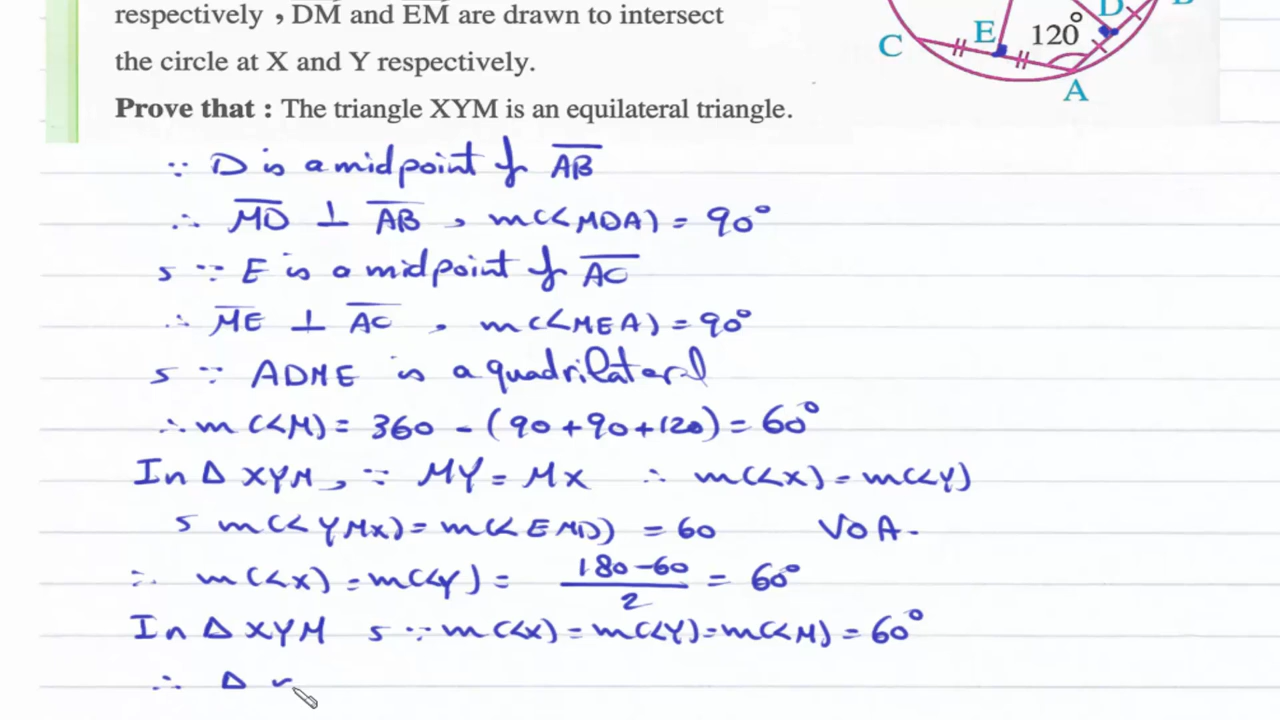 respectively , DM and EM are drawn to intersect
the circle at X and Y respectively.
Prove that : The triangle XYM is an equilateral triangle.
C
E
120°
D
A
∵ D is a midpoint of AB
∴ MD ⊥ AB , m(<MDA) = 90°
, ∵ E is a midpoint of AC
∴ ME ⊥ AC , m(<MEA) = 90°
, ∵ ADME is a quadrilateral
∴ m(<M) = 360 - (90+90+120) = 60°
In Δ XYM, ∵ MY = MX ∴ m(<X) = m(<Y)
, m(<YMX) = m(<EMD) = 60 VOA.
∴ m(<X) = m(<Y) = 180-60/2 = 60°
In Δ XYM , ∵ m(<X) = m(<Y) = m(<M) = 60°
∴ Δ